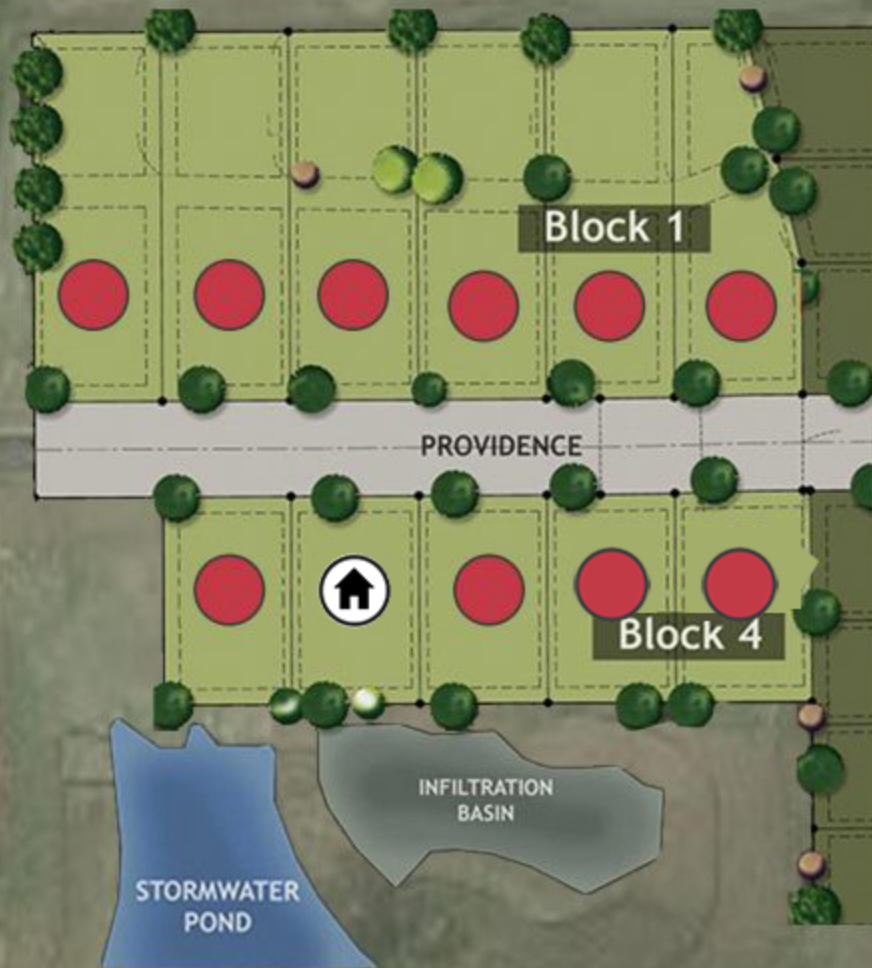 Block 1
PROVIDENCE
Block 4
INFILTRATION
BASIN
STORMWATER
POND